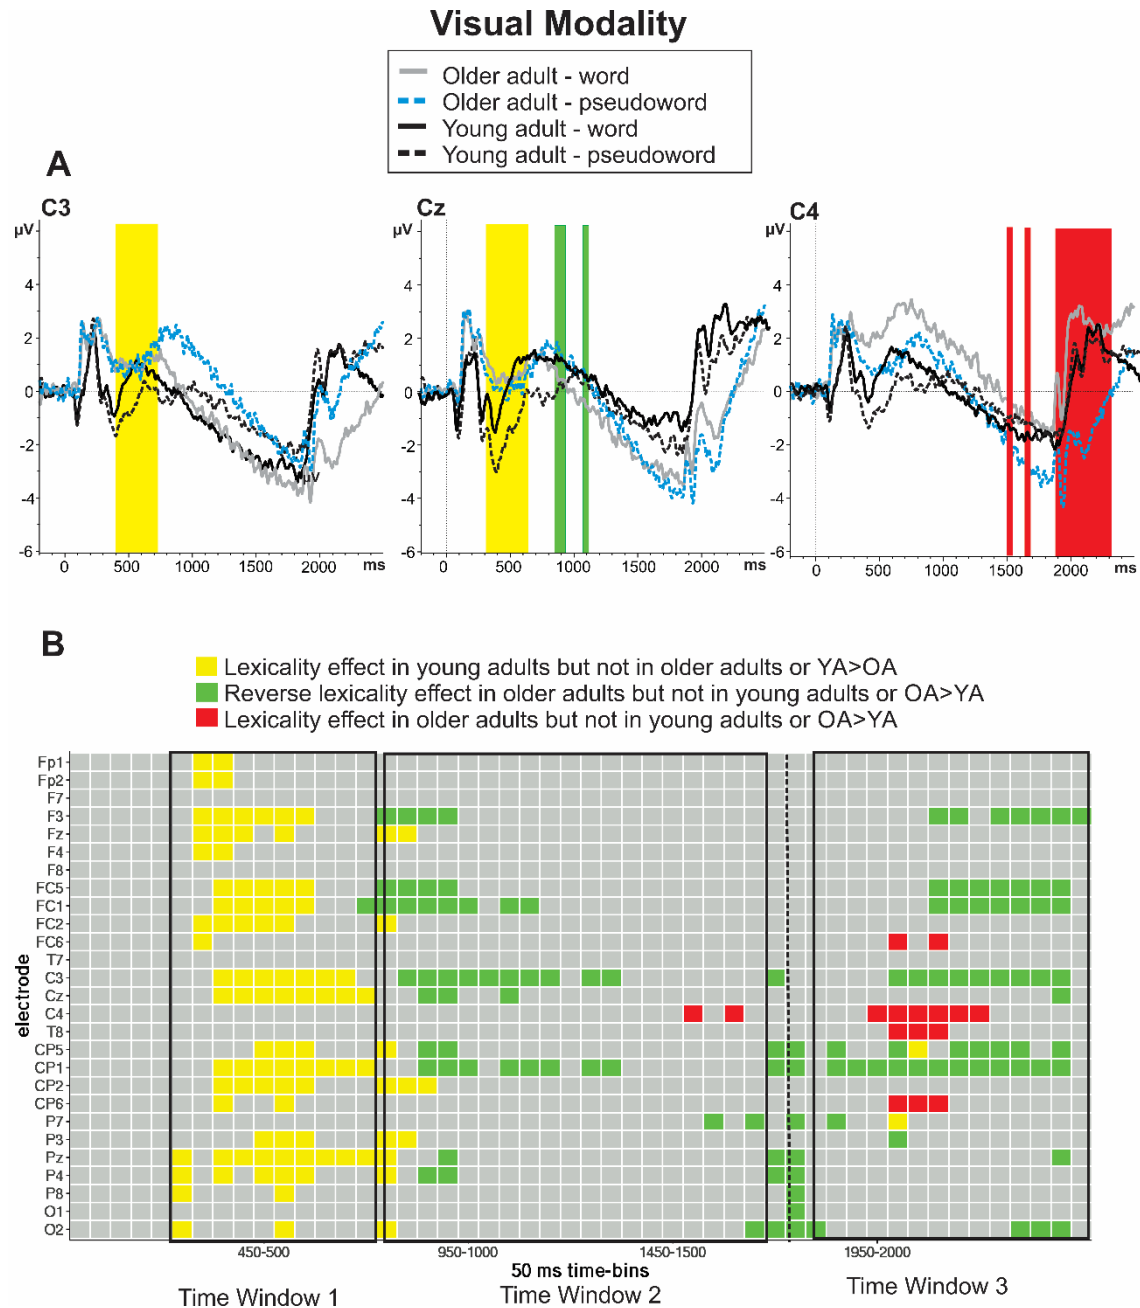 Visual Modality
Older adult - word
Older adult - pseudoword
Young adult - word
Young adult - pseudoword
A
C3
Cz
C4
µV
µV
µV
4
2
0
-2
-4
-6
4
2
0
-2
-4
-6
4
2
0
-2
-4
-6
µV
0 500 1000 1500 2000 ms
0 500 1000 1500 2000 ms
0 500 1000 1500 2000 ms
B
Lexicality effect in young adults but not in older adults or YA>OA
Reverse lexicality effect in older adults but not in young adults or OA>YA
Lexicality effect in older adults but not in young adults or OA>YA
electrode
Fp1
Fp2
F7
F3
Fz
F4
F8
FC5
FC1
FC2
FC6
T7
C3
Cz
C4
T8
CP5
CP1
CP2
CP6
P7
P3
Pz
P4
P8
O1
O2
450-500 950-1000 1450-1500 1950-2000
50 ms time-bins
Time Window 1 Time Window 2 Time Window 3